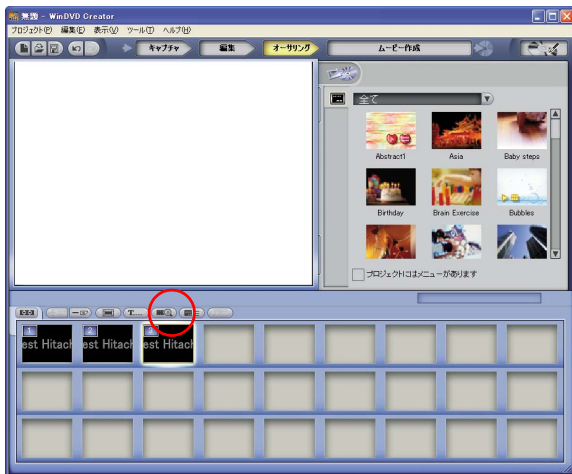 無題 - WinDVD Creator
プロジェクト(P) 編集(E) 表示(V) ツール(T) ヘルプ(H)
キャプチャ 編集 オーサリング ムービー作成
全て
Abstract1 Asia Baby steps
Birthday Brain Exercise Bubbles
プロジェクトにはメニューがあります
T...
1 2 3
est Hitach est Hitach est Hitach